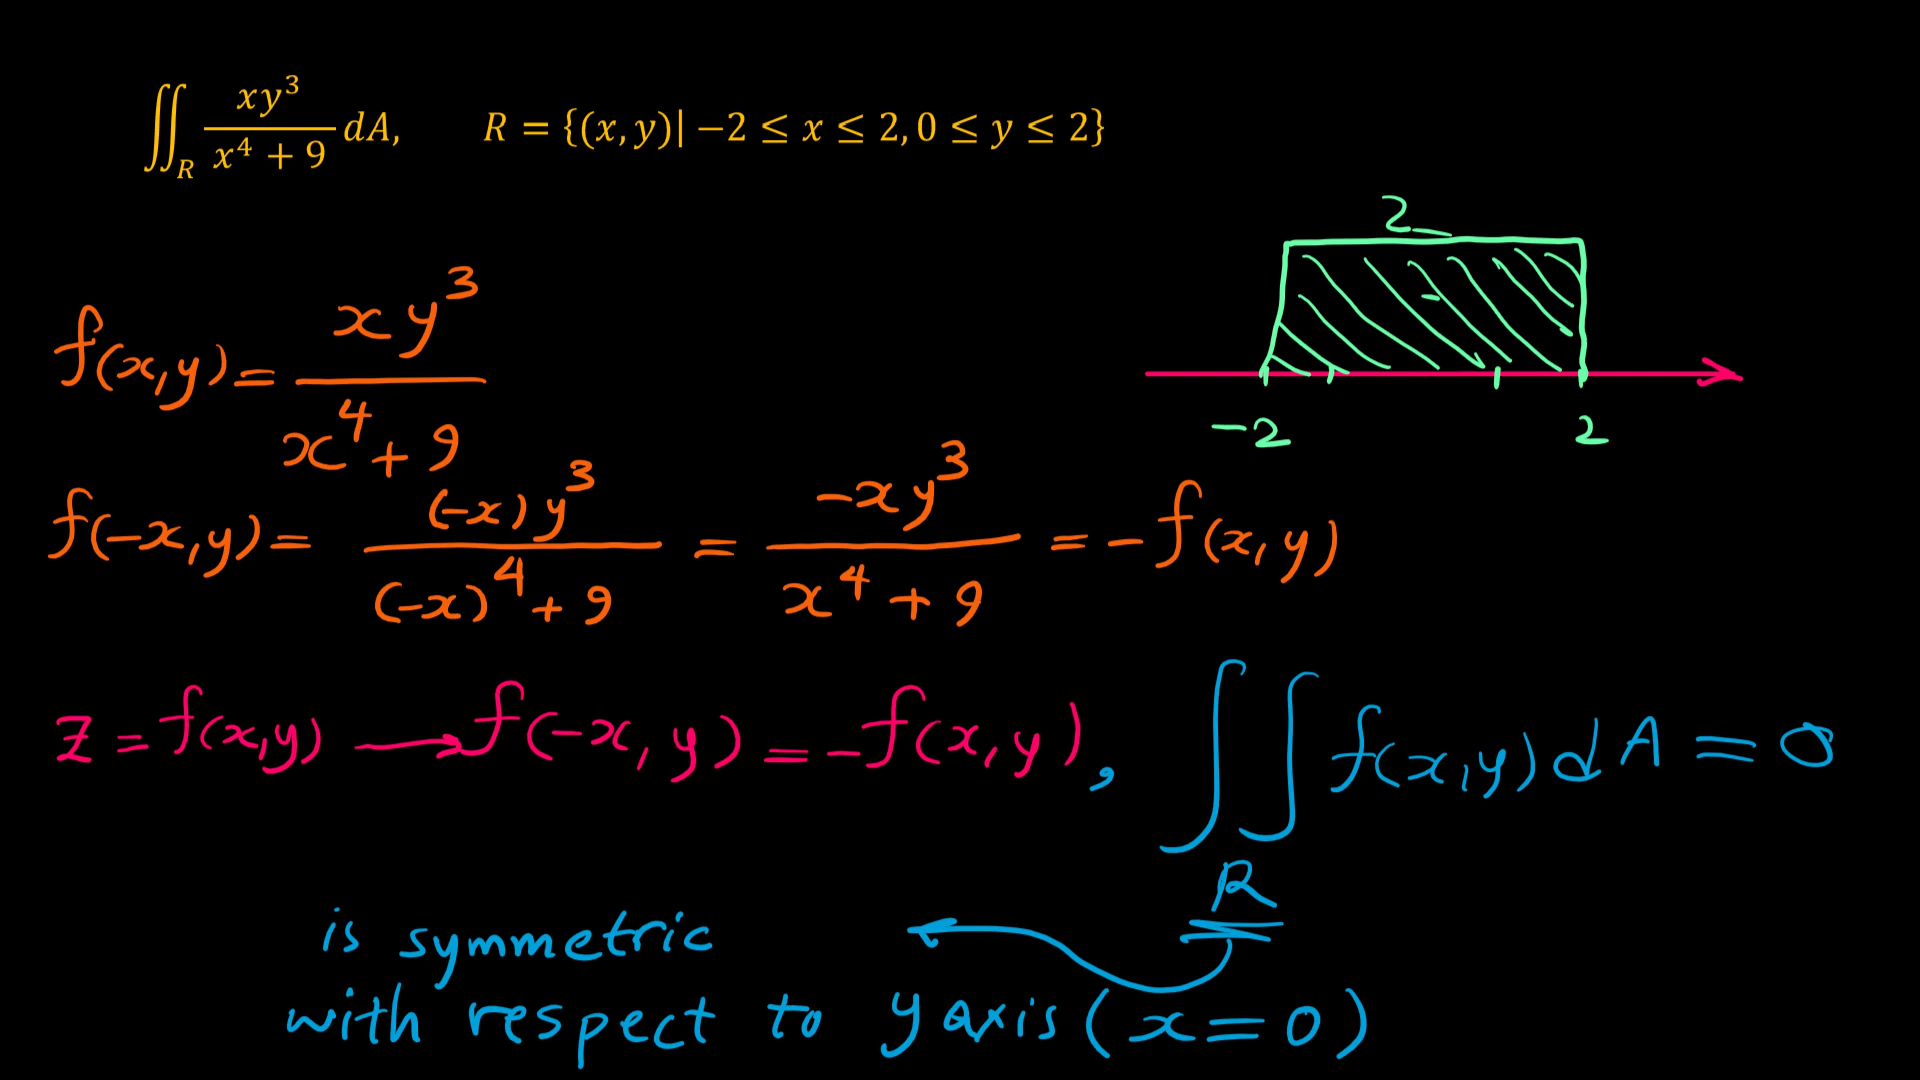 ∬_R xy³/(x⁴ + 9) dA, R = {(x, y)| −2 ≤ x ≤ 2, 0 ≤ y ≤ 2}
2
-2 2
f(x,y) = xy³/(x⁴ + 9)
f(-x,y) = (-x)y³/((-x)⁴ + 9) = -xy³/(x⁴ + 9) = -f(x,y)
Z = f(x,y) → f(-x,y) = -f(x,y), ∬_R f(x,y)dA = 0
is symmetric
with respect to y axis (x=0)